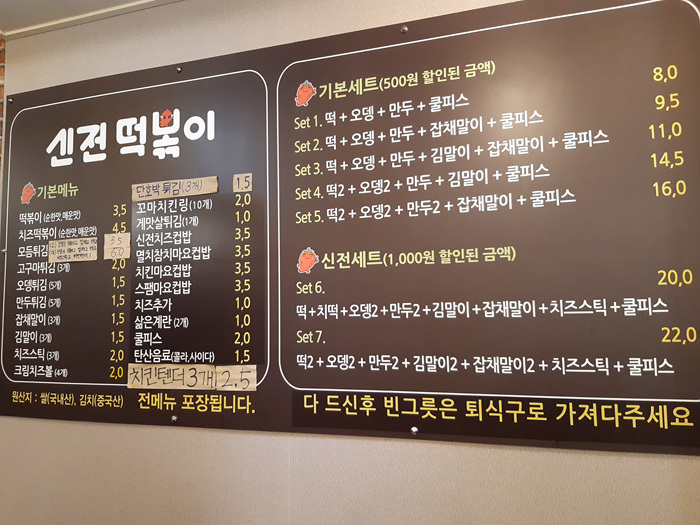 신전 떡볶이
기본메뉴
떡볶이(순한맛,매운맛) 3,5
치즈떡볶이(순한맛,매운맛) 4,5
모듬튀김 3.5
6.0
고구마튀김(3개) 2,0
오뎅튀김(5개) 1,5
만두튀김(5개) 1,5
잡채말이(3개) 1,5
김말이(3개) 1,5
치즈스틱(3개) 2,0
크림치즈볼(4개) 2,0
단호박 튀김(3개) 1.5
꼬마치킨링(10개) 2,0
게맛살튀김(1개) 1,0
신전치즈컵밥 2,5
멸치참치마요컵밥 2,5
치킨마요컵밥 2,5
스팸마요컵밥 2,5
치즈추가 1,0
삶은계란(2개) 1,0
쿨피스 2,0
탄산음료(콜라,사이다) 1,5
치킨텐더 3개 2.5
원산지 : 쌀(국내산), 김치(중국산)
전메뉴 포장됩니다.
기본세트(500원 할인된 금액)
Set 1. 떡 + 오뎅 + 만두 + 쿨피스 8,0
Set 2. 떡 + 오뎅 + 만두 + 잡채말이 + 쿨피스 9,5
Set 3. 떡 + 오뎅 + 만두 + 김말이 + 잡채말이 + 쿨피스 11,0
Set 4. 떡2 + 오뎅2 + 만두 + 김말이 + 쿨피스 14,5
Set 5. 떡2 + 오뎅2 + 만두2 + 잡채말이 + 쿨피스 16,0
신전세트(1,000원 할인된 금액)
Set 6. 20,0
떡+치떡+오뎅2+만두2+김말이+잡채말이+치즈스틱+쿨피스
Set 7. 22,0
떡2 + 오뎅2 + 만두2 + 김말이2 + 잡채말이2 + 치즈스틱 + 쿨피스
다 드신후 빈그릇은 퇴식구로 가져다주세요